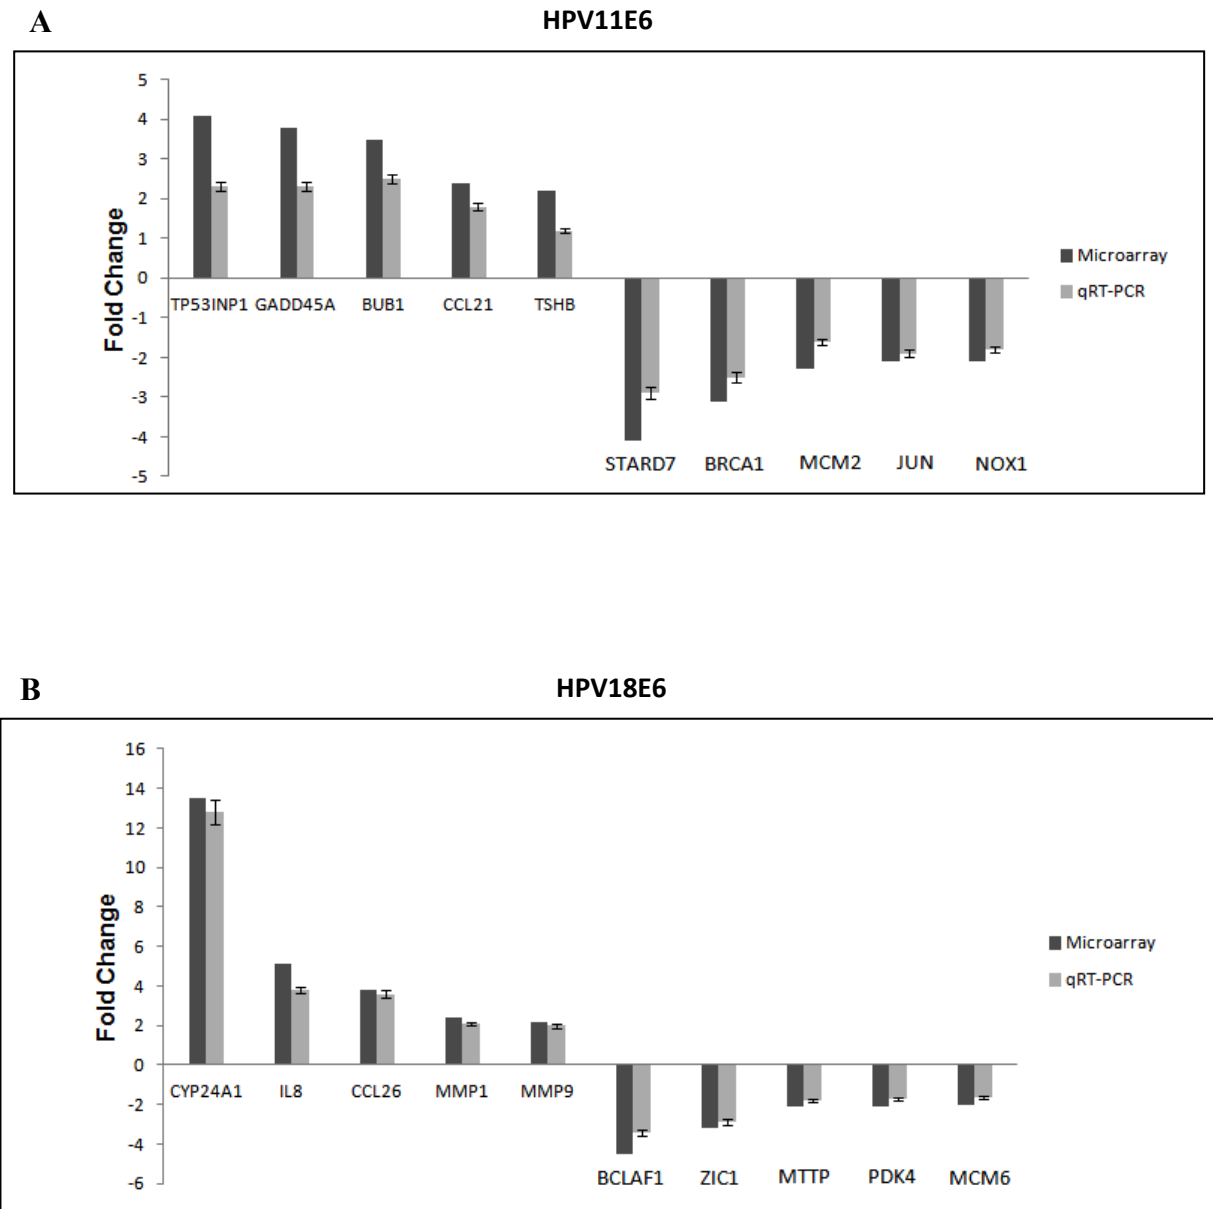 A
HPV11E6
5
4
3
2
1
0
-1
-2
-3
-4
-5
Fold Change
TP53INP1 GADD45A BUB1 CCL21 TSHB
STARD7 BRCA1 MCM2 JUN NOX1
Microarray
qRT-PCR
B
HPV18E6
16
14
12
10
8
6
4
2
0
-2
-4
-6
Fold Change
CYP24A1 IL8 CCL26 MMP1 MMP9
BCLAF1 ZIC1 MTTP PDK4 MCM6
Microarray
qRT-PCR